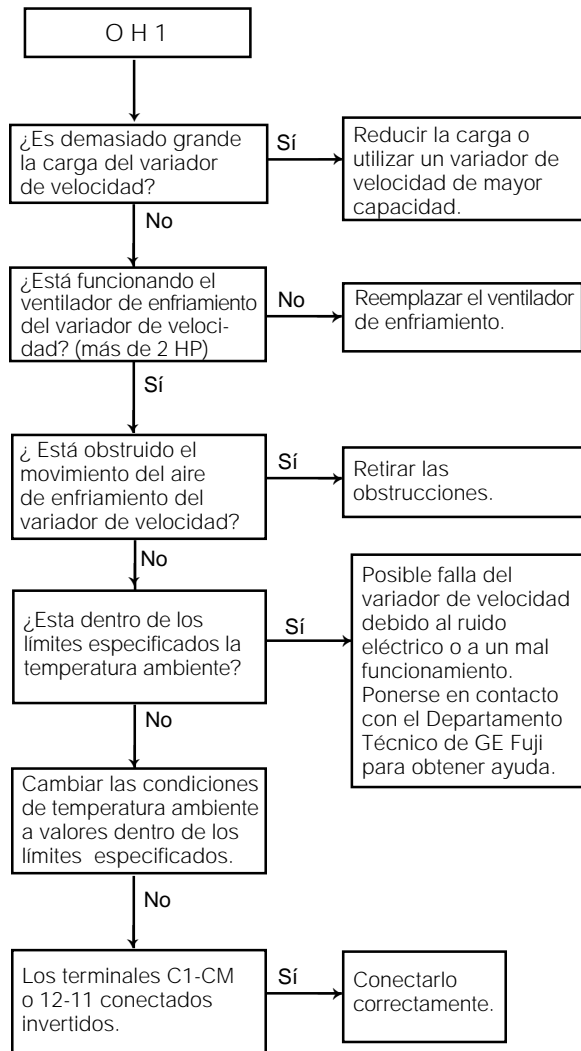 O H 1
¿Es demasiado grande
la carga del variador
de velocidad?
Sí
Reducir la carga o
utilizar un variador de
velocidad de mayor
capacidad.
No
¿Está funcionando el
ventilador de enfriamiento
del variador de veloci-
dad? (más de 2 HP)
No
Reemplazar el ventilador
de enfriamiento.
Sí
¿ Está obstruido el
movimiento del aire
de enfriamiento del
variador de velocidad?
Sí
Retirar las
obstrucciones.
No
¿Esta dentro de los
límites especificados la
temperatura ambiente?
Sí
Posible falla del
variador de velocidad
debido al ruido
eléctrico o a un mal
funcionamiento.
Ponerse en contacto
con el Departamento
Técnico de GE Fuji
para obtener ayuda.
No
Cambiar las condiciones
de temperatura ambiente
a valores dentro de los
límites especificados.
No
Los terminales C1-CM
o 12-11 conectados
invertidos.
Sí
Conectarlo
correctamente.